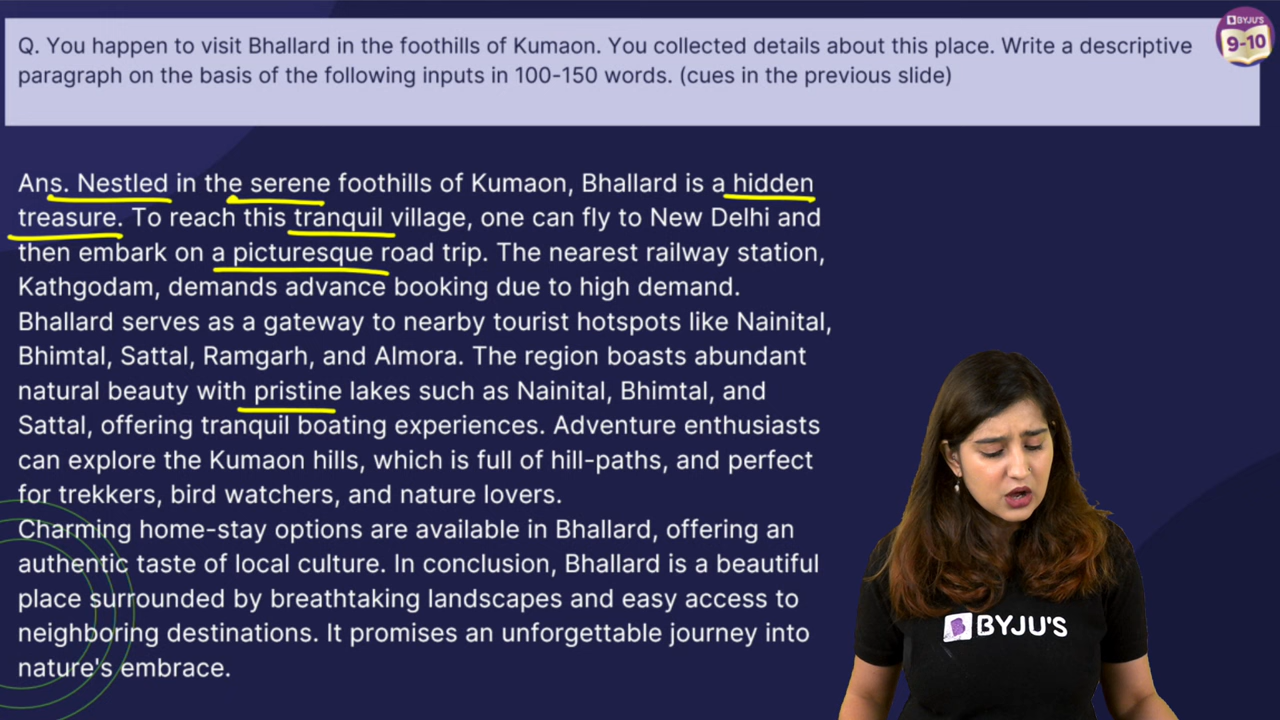 Q. You happen to visit Bhallard in the foothills of Kumaon. You collected details about this place. Write a descriptive
paragraph on the basis of the following inputs in 100-150 words. (cues in the previous slide)
BYJU'S
9-10
Ans. Nestled in the serene foothills of Kumaon, Bhallard is a hidden
treasure. To reach this tranquil village, one can fly to New Delhi and
then embark on a picturesque road trip. The nearest railway station,
Kathgodam, demands advance booking due to high demand.
Bhallard serves as a gateway to nearby tourist hotspots like Nainital,
Bhimtal, Sattal, Ramgarh, and Almora. The region boasts abundant
natural beauty with pristine lakes such as Nainital, Bhimtal, and
Sattal, offering tranquil boating experiences. Adventure enthusiasts
can explore the Kumaon hills, which is full of hill-paths, and perfect
for trekkers, bird watchers, and nature lovers.
Charming home-stay options are available in Bhallard, offering an
authentic taste of local culture. In conclusion, Bhallard is a beautiful
place surrounded by breathtaking landscapes and easy access to
neighboring destinations. It promises an unforgettable journey into
nature's embrace.
BYJU'S